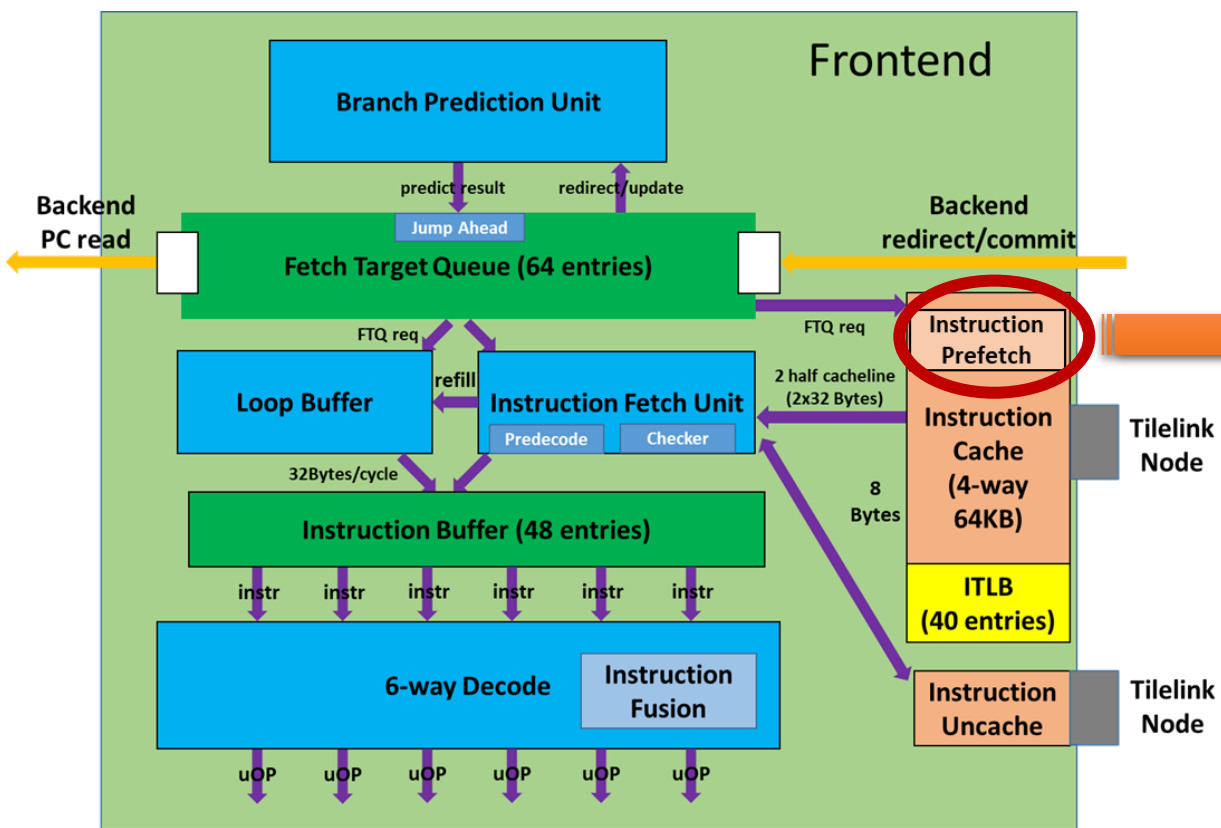 Frontend
Branch Prediction Unit
predict result
redirect/update
Backend
PC read
Jump Ahead
Fetch Target Queue (64 entries)
Backend
redirect/commit
FTQ req
FTQ req
Instruction
Prefetch
Loop Buffer
refill
Instruction Fetch Unit
Predecode
Checker
2 half cacheline
(2x32 Bytes)
Instruction
Cache
(4-way
64KB)
Tilelink
Node
32Bytes/cycle
8
Bytes
Instruction Buffer (48 entries)
ITLB
(40 entries)
instr
instr
instr
instr
instr
instr
6-way Decode
Instruction
Fusion
Instruction
Uncache
Tilelink
Node
uOP
uOP
uOP
uOP
uOP
uOP